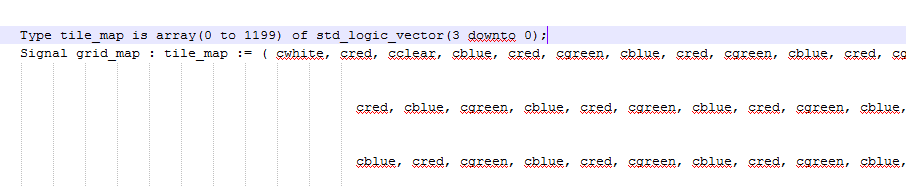 Type tile_map is array(0 to 1199) of std_logic_vector(3 downto 0);
Signal grid_map : tile_map := ( cwhite, cred, cclear, cblue, cred, cgreen, cblue, cred, cgreen, cblue, cred, cg
cred, cblue, cgreen, cblue, cred, cgreen, cblue, cred, cgreen, cblue,
cblue, cred, cgreen, cblue, cred, cgreen, cblue, cred, cgreen, cblue,